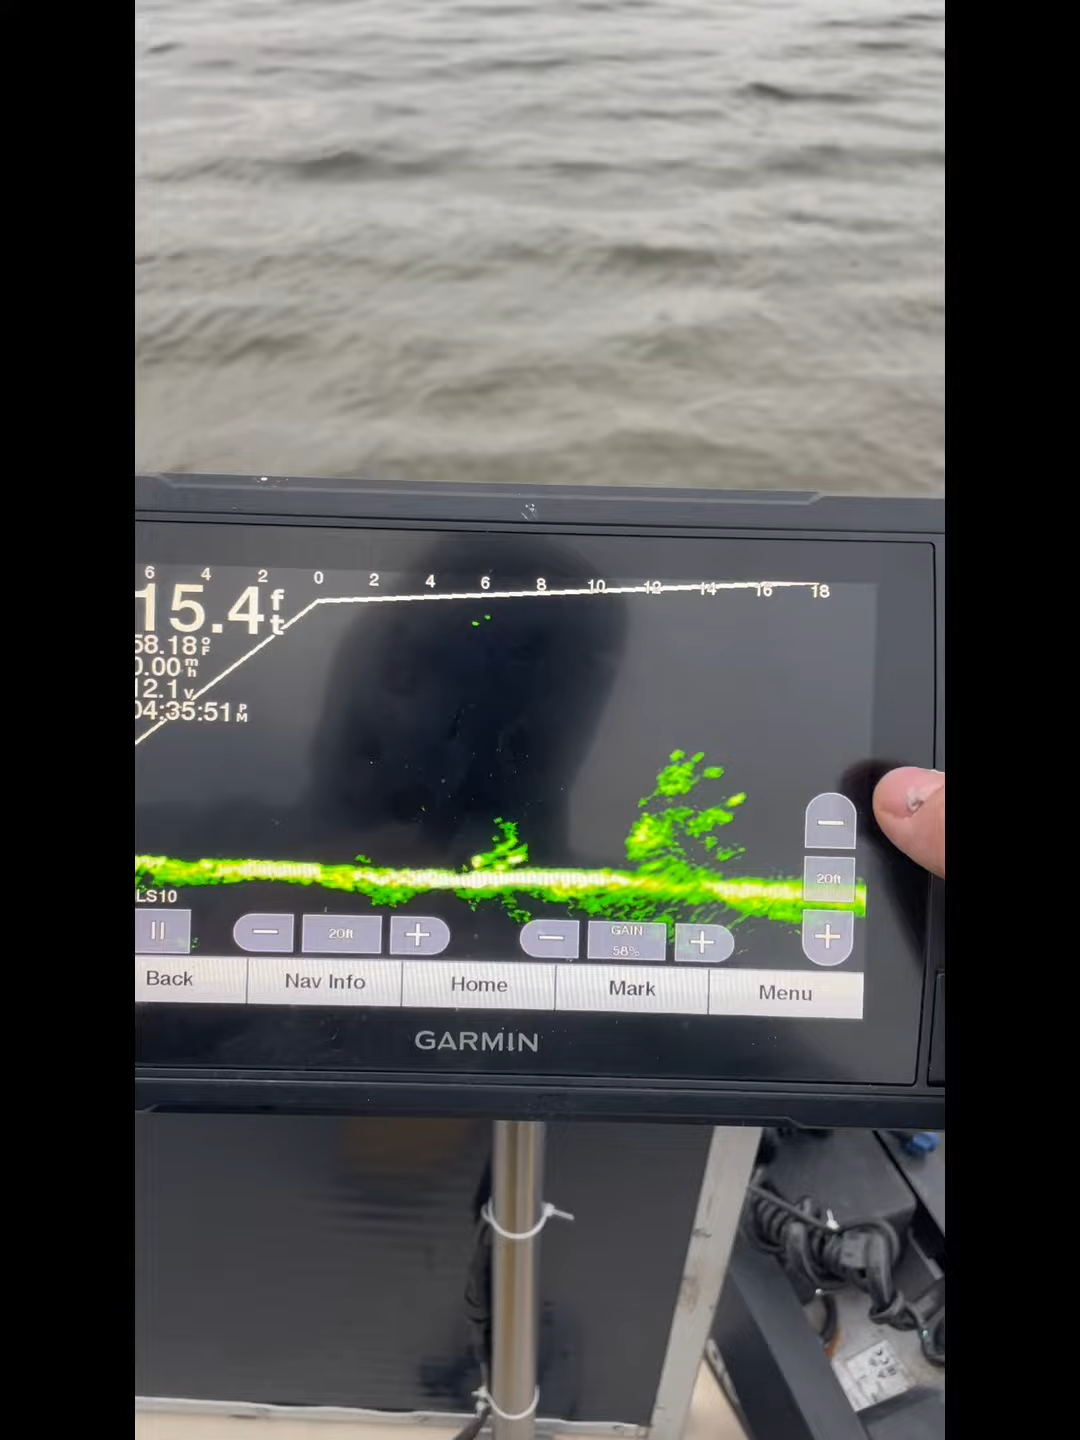 6 4 2 0 2 4 6 8 10 12 14 16 18
15.4 ft
58.18 °F
0.00 mh
12.1 v
04:35:51 PM
LS10
20ft
GAIN
58%
20ft
Back Nav Info Home Mark Menu
GARMIN